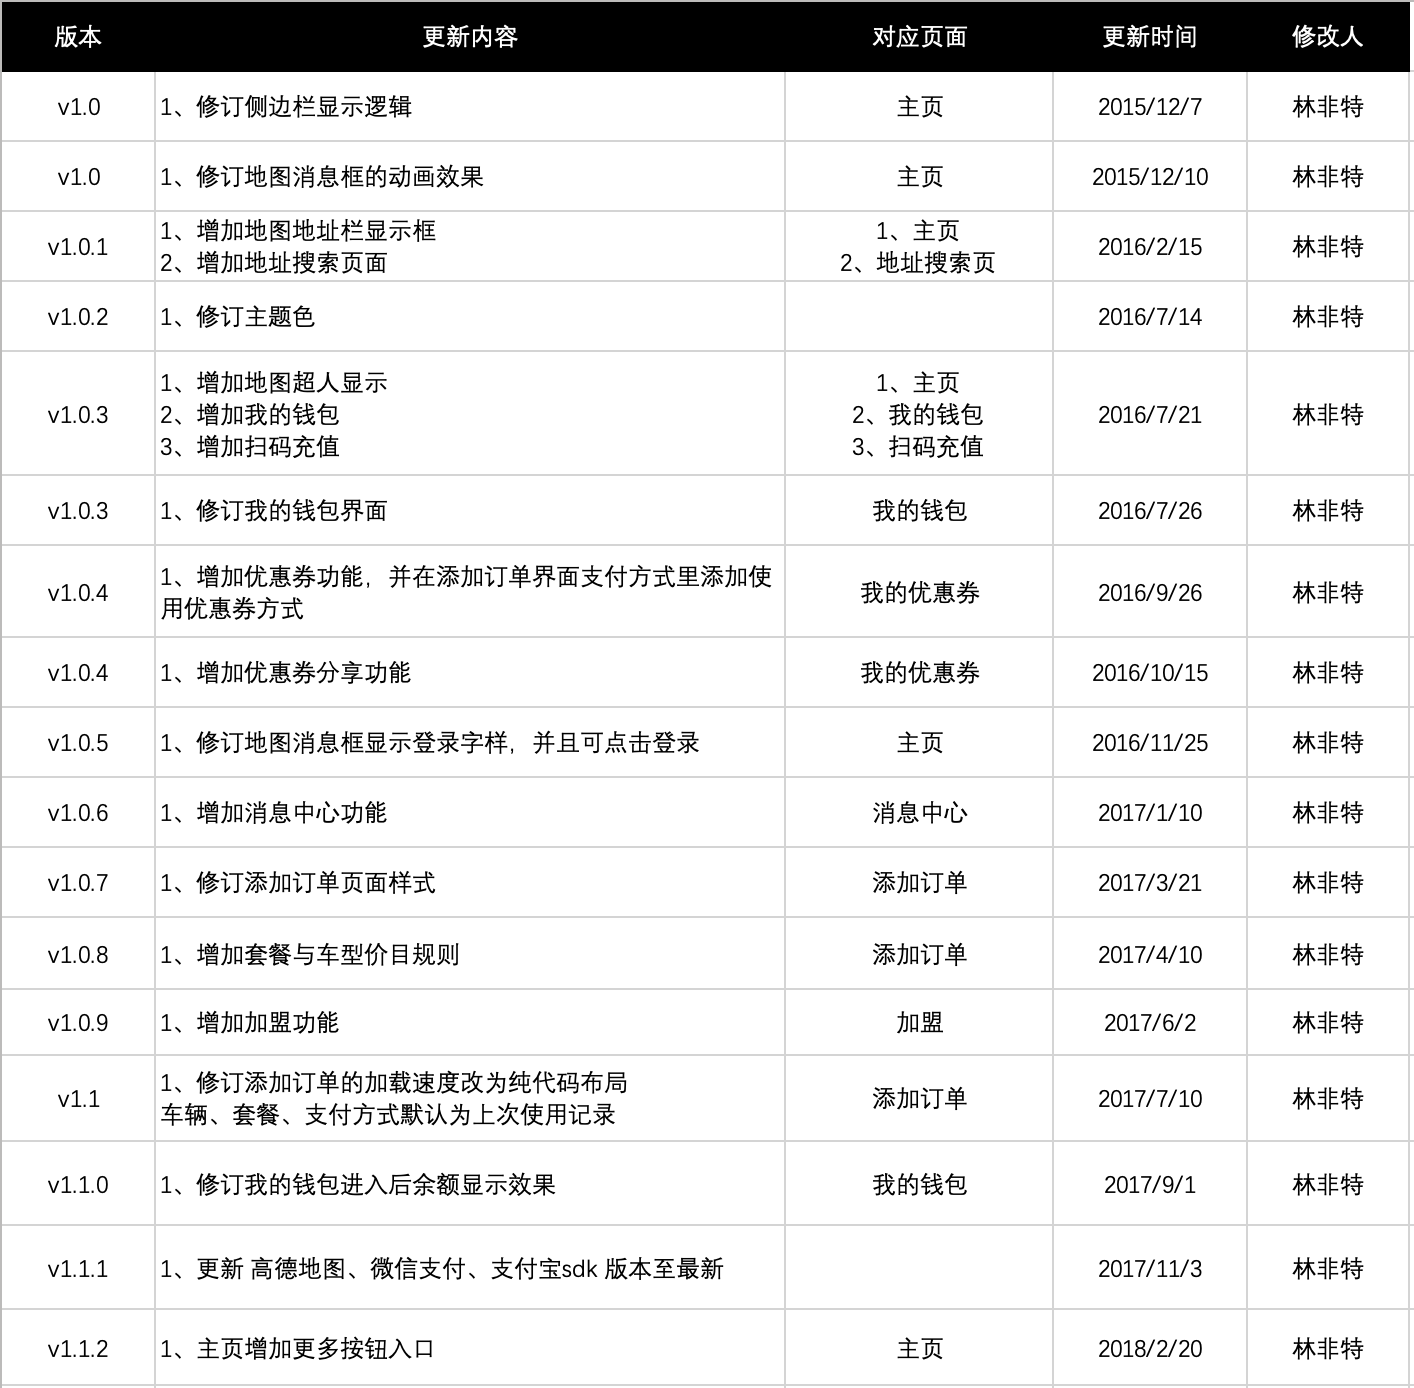 版本 更新内容 对应页面 更新时间 修改人
v1.0 1、修订侧边栏显示逻辑 主页 2015/12/7 林非特
v1.0 1、修订地图消息框的动画效果 主页 2015/12/10 林非特
v1.0.1 1、增加地图地址栏显示框 1、主页 2016/2/15 林非特
2、增加地址搜索页面 2、地址搜索页
v1.0.2 1、修订主题色 2016/7/14 林非特
1、增加地图超人显示 1、主页
v1.0.3 2、增加我的钱包 2、我的钱包 2016/7/21 林非特
3、增加扫码充值 3、扫码充值
v1.0.3 1、修订我的钱包界面 我的钱包 2016/7/26 林非特
v1.0.4 1、增加优惠券功能，并在添加订单界面支付方式里添加使 我的优惠券 2016/9/26 林非特
用优惠券方式
v1.0.4 1、增加优惠券分享功能 我的优惠券 2016/10/15 林非特
v1.0.5 1、修订地图消息框显示登录字样，并且可点击登录 主页 2016/11/25 林非特
v1.0.6 1、增加消息中心功能 消息中心 2017/1/10 林非特
v1.0.7 1、修订添加订单页面样式 添加订单 2017/3/21 林非特
v1.0.8 1、增加套餐与车型价目规则 添加订单 2017/4/10 林非特
v1.0.9 1、增加加盟功能 加盟 2017/6/2 林非特
v1.1 1、修订添加订单的加载速度改为纯代码布局 添加订单 2017/7/10 林非特
车辆、套餐、支付方式默认为上次使用记录
v1.1.0 1、修订我的钱包进入后余额显示效果 我的钱包 2017/9/1 林非特
v1.1.1 1、更新 高德地图、微信支付、支付宝sdk 版本至最新 2017/11/3 林非特
v1.1.2 1、主页增加更多按钮入口 主页 2018/2/20 林非特